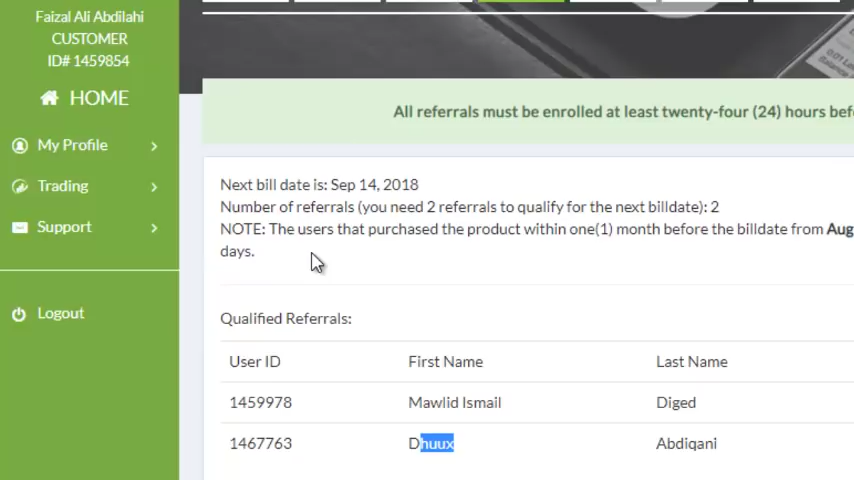 Faizal Ali Abdilahi
CUSTOMER
ID# 1459854
HOME
My Profile
Trading
Support
Logout
All referrals must be enrolled at least twenty-four (24) hours bef
Next bill date is: Sep 14, 2018
Number of referrals (you need 2 referrals to qualify for the next billdate): 2
NOTE: The users that purchased the product within one(1) month before the billdate from Aug
days.
Qualified Referrals:
User ID First Name Last Name
1459978 Mawlid Ismail Diged
1467763 Dhuux Abdiqani